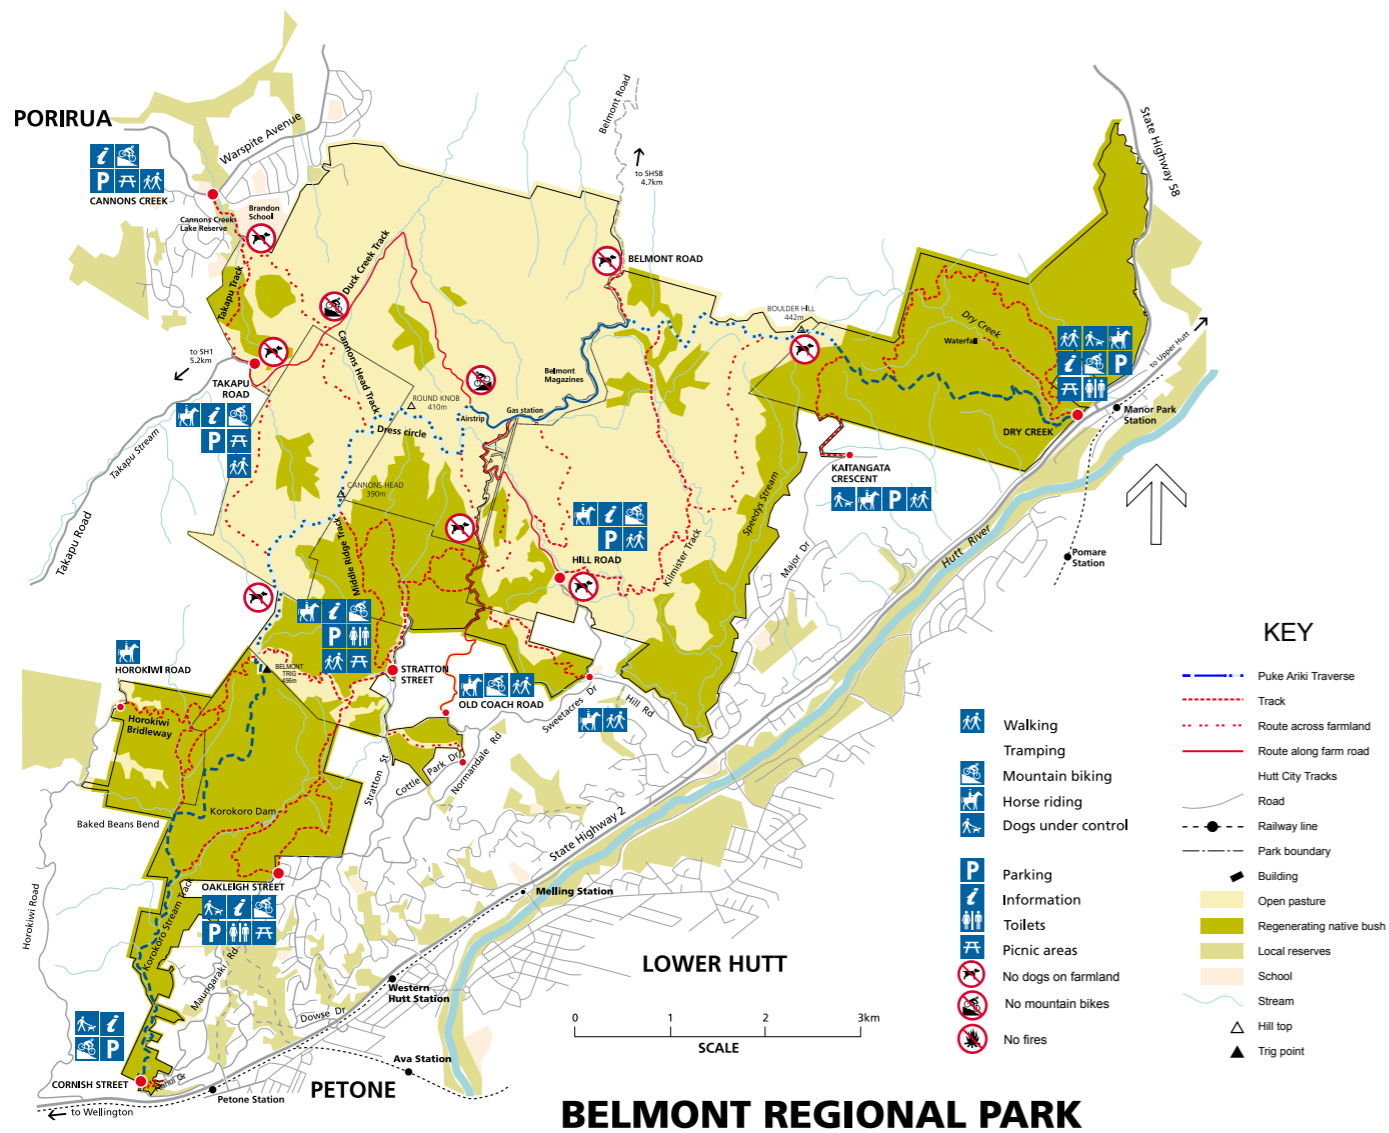 PORIRUA
Warspite Avenue
CANNONS CREEK
Cannons Creek
Lake Reserve
Brandon
School
Takapu Track
Duck Creek Track
Belmont Road
to SH58
4.7km
BELMONT ROAD
State Highway 58
to SH1
5.2km
TAKAPU
ROAD
Takapu Stream
Takapu Road
Cannons Head Track
ROUND KNOB
410m
Dress circle
Airstrip
Gas station
Belmont
Magazines
BOULDER HILL
442m
Dry Creek
Waterfall
to Upper Hutt
Manor Park
Station
DRY CREEK
KAITANGATA
CRESCENT
CANNONS HEAD
390m
Middle Ridge Track
HILL ROAD
Kilmister Track
Speedys Stream
Major Dr
Hutt River
Pomare
Station
HOROKIWI ROAD
Horokiwi
Bridleway
BELMONT
TRIG
456m
STRATTON
STREET
OLD COACH ROAD
Sweetacres Dr
Hill Rd
Stratton St
Cottle Park Dr
Normandale Rd
Korokoro Dam
Baked Beans Bend
Horokiwi Road
OAKLEIGH STREET
Korokoro Stream Track
Maungaraki Rd
State Highway 2
Melling Station
LOWER HUTT
Western
Hutt Station
Dowse Dr
Ava Station
PETONE
Petone Station
CORNISH STREET
to Wellington
0 1 2 3km
SCALE
BELMONT REGIONAL PARK
Walking
Tramping
Mountain biking
Horse riding
Dogs under control
P Parking
i Information
Toilets
Picnic areas
No dogs on farmland
No mountain bikes
No fires
KEY
Puke Ariki Traverse
Track
Route across farmland
Route along farm road
Hutt City Tracks
Road
Railway line
Park boundary
Building
Open pasture
Regenerating native bush
Local reserves
School
Stream
Hill top
Trig point